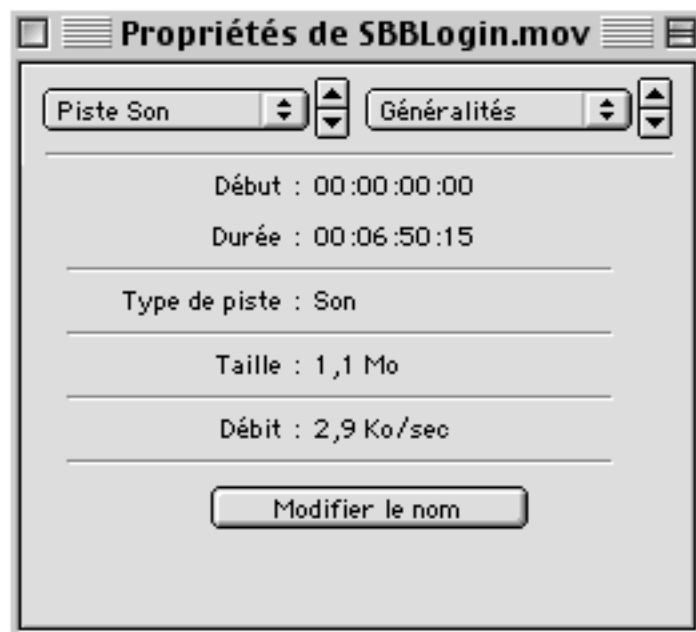 Propriétés de SBBLogin.mov
Piste Son Généralités
Début : 00:00:00:00
Durée : 00:06:50:15
Type de piste : Son
Taille : 1,1 Mo
Débit : 2,9 Ko/sec
Modifier le nom